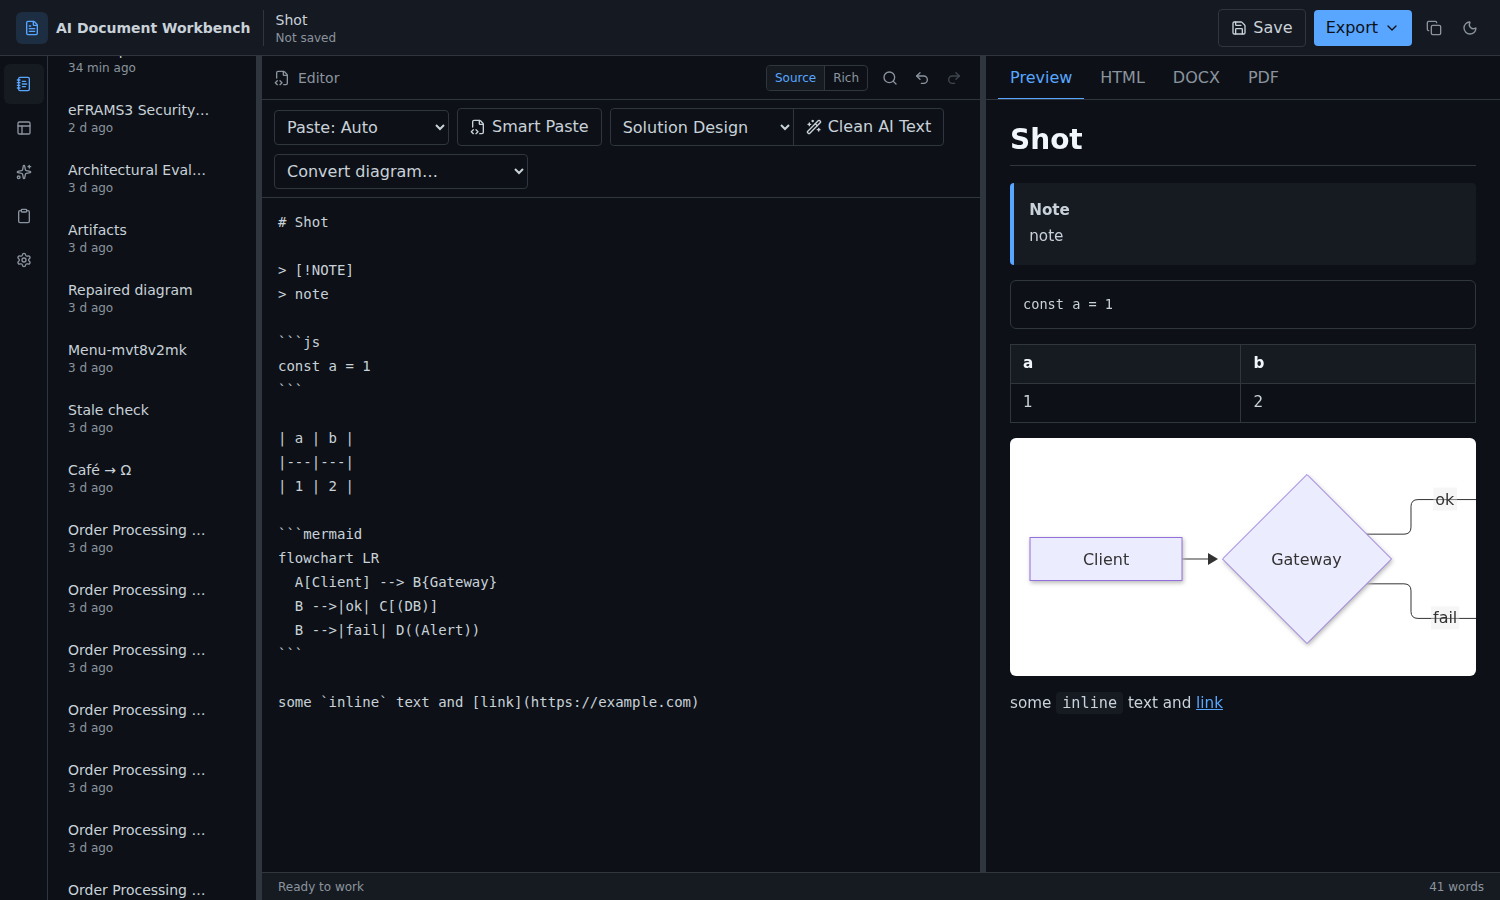 AI Document Workbench
Shot
Not saved
Save
Export
34 min ago
eFRAMS3 Security…
2 d ago
Architectural Eval…
3 d ago
Artifacts
3 d ago
Repaired diagram
3 d ago
Menu-mvt8v2mk
3 d ago
Stale check
3 d ago
Café → Ω
3 d ago
Order Processing …
3 d ago
Order Processing …
3 d ago
Order Processing …
3 d ago
Order Processing …
3 d ago
Order Processing …
3 d ago
Order Processing …
3 d ago
Order Processing …
Editor
Source
Rich
Paste: Auto
Smart Paste
Solution Design
Clean AI Text
Convert diagram…
# Shot
> [!NOTE]
> note
```js
const a = 1
```
| a | b |
|---|---|
| 1 | 2 |
```mermaid
flowchart LR
  A[Client] --> B{Gateway}
  B -->|ok| C[(DB)]
  B -->|fail| D((Alert))
```
some `inline` text and [link](https://example.com)
Preview
HTML
DOCX
PDF
Shot
Note
note
const a = 1
a b
1 2
Client
Gateway
ok
fail
some inline text and link
Ready to work
41 words